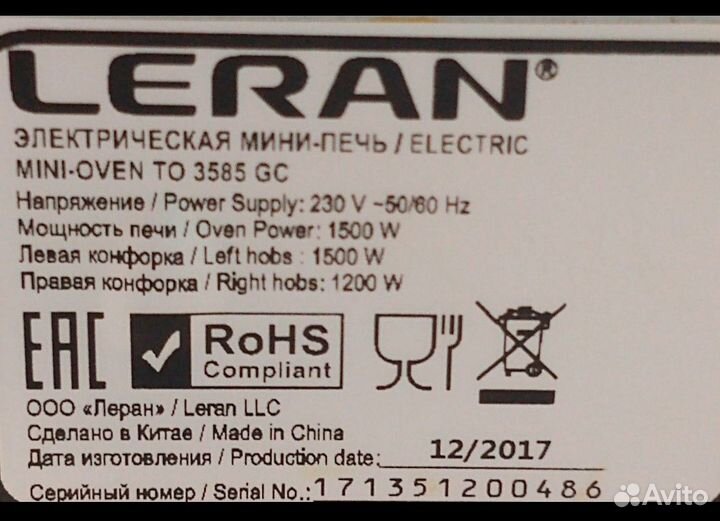 LERAN®
ЭЛЕКТРИЧЕСКАЯ МИНИ-ПЕЧЬ / ELECTRIC
MINI-OVEN TO 3585 GC
Напряжение / Power Supply: 230 V ~50/60 Hz
Мощность печи / Oven Power: 1500 W
Левая конфорка / Left hobs : 1500 W
Правая конфорка / Right hobs: 1200 W
EAC
RoHS
Compliant
ООО «Леран» / Leran LLC
Сделано в Китае / Made in China
Дата изготовления / Production date: 12/2017
Серийный номер / Serial No.: 171351200486
Avito